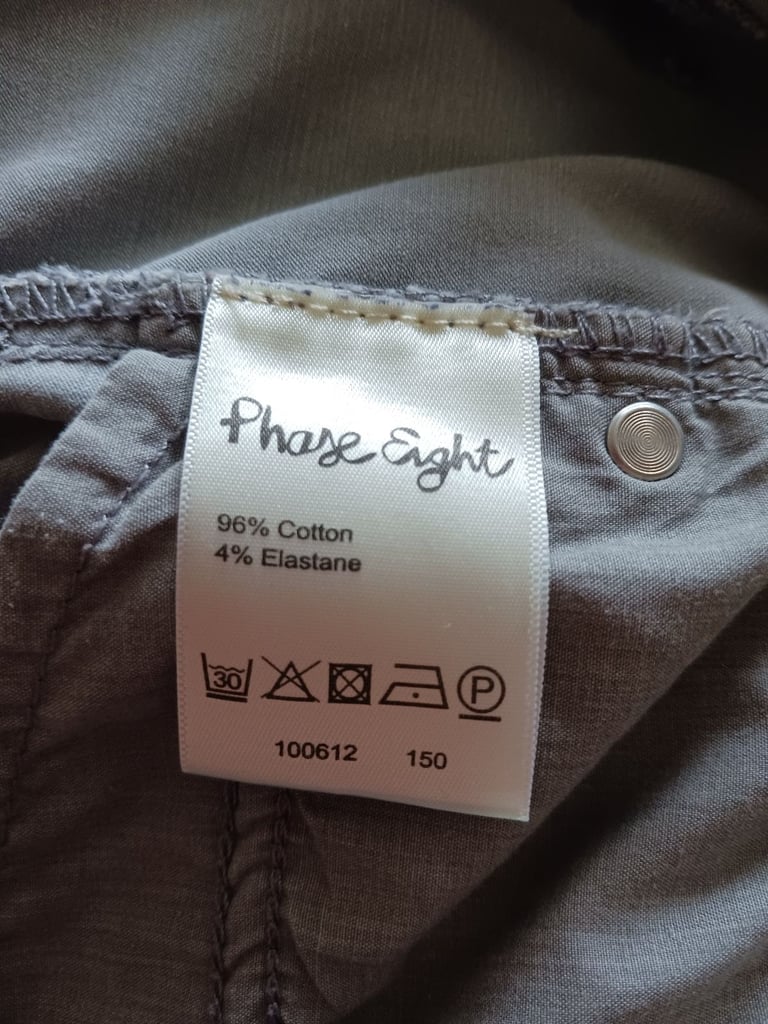 Phase Eight
96% Cotton
4% Elastane
30 P
100612 150